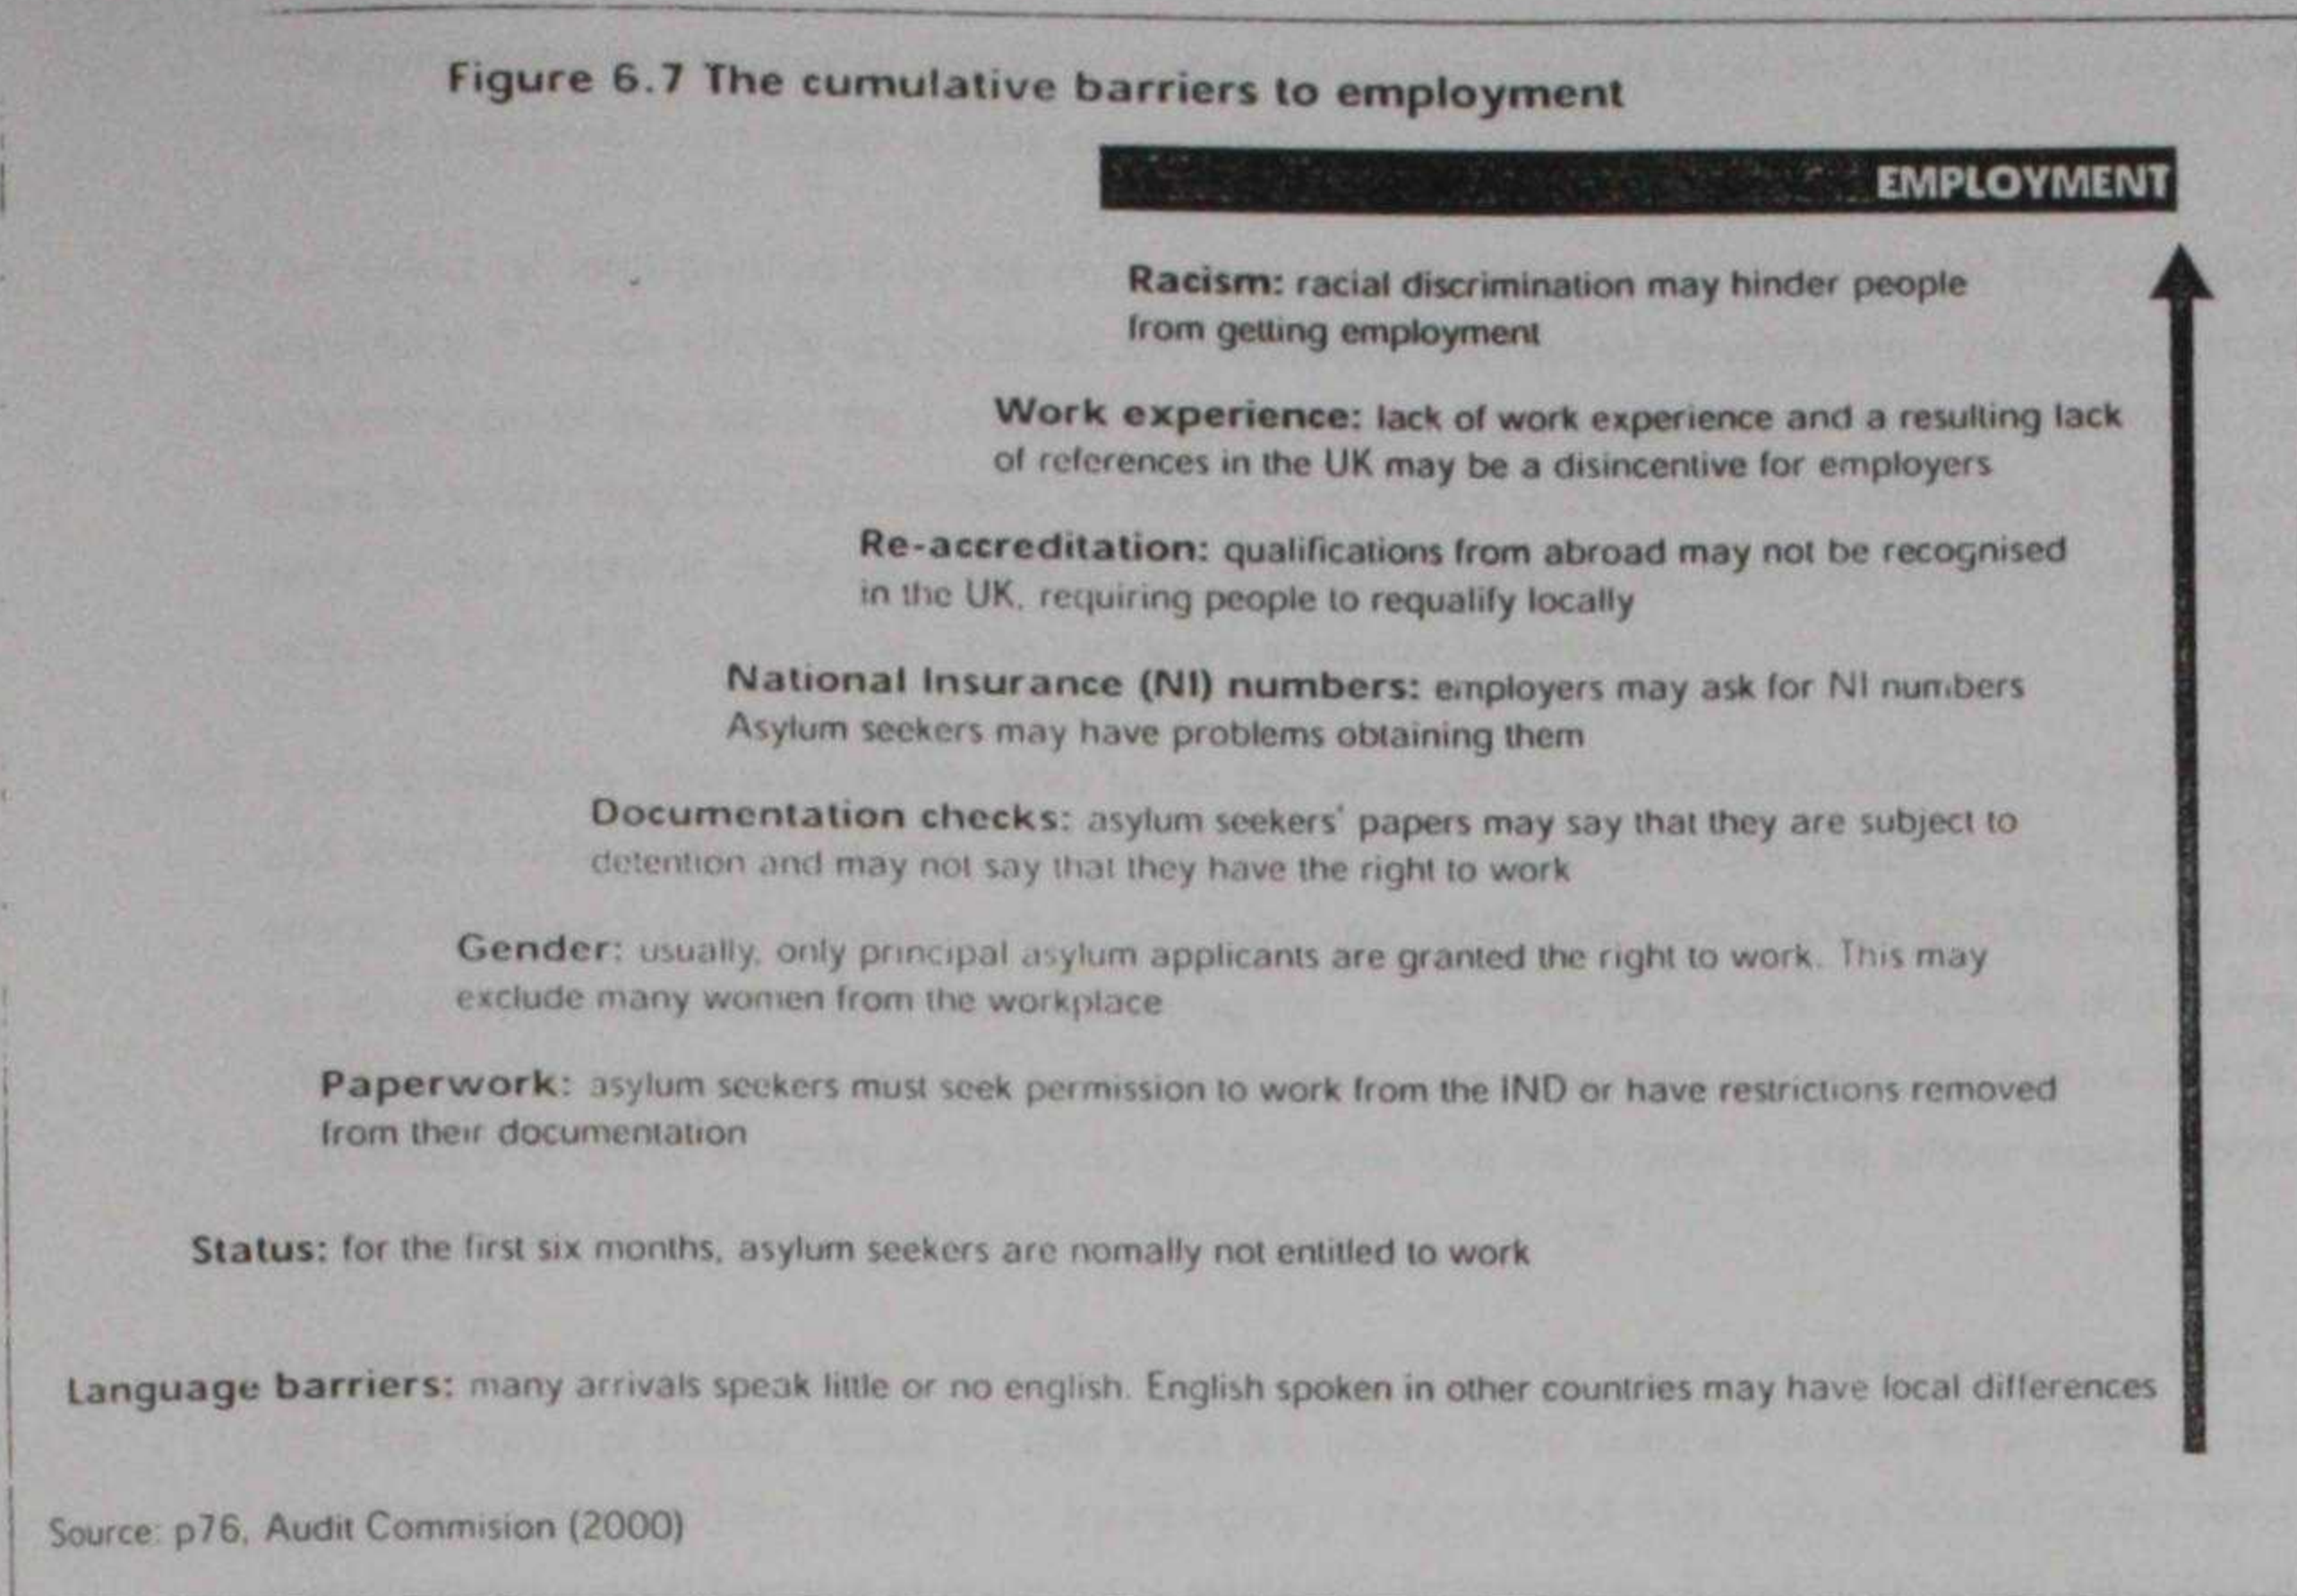 Figure 6.7 The cumulative barriers to employment
EMPLOYMENT
Racism: racial discrimination may hinder people
from getting employment
Work experience: lack of work experience and a resulting lack
of references in the UK may be a disincentive for employers
Re-accreditation: qualifications from abroad may not be recognised
in the UK, requiring people to requalify locally
National Insurance (NI) numbers: employers may ask for NI numbers
Asylum seekers may have problems obtaining them
Documentation checks: asylum seekers' papers may say that they are subject to
detention and may not say that they have the right to work
Gender: usually, only principal asylum applicants are granted the right to work. This may
exclude many women from the workplace
Paperwork: asylum seekers must seek permission to work from the IND or have restrictions removed
from their documentation
Status: for the first six months, asylum seekers are nomally not entitled to work
Language barriers: many arrivals speak little or no english. English spoken in other countries may have local differences
Source: p76, Audit Commision (2000)